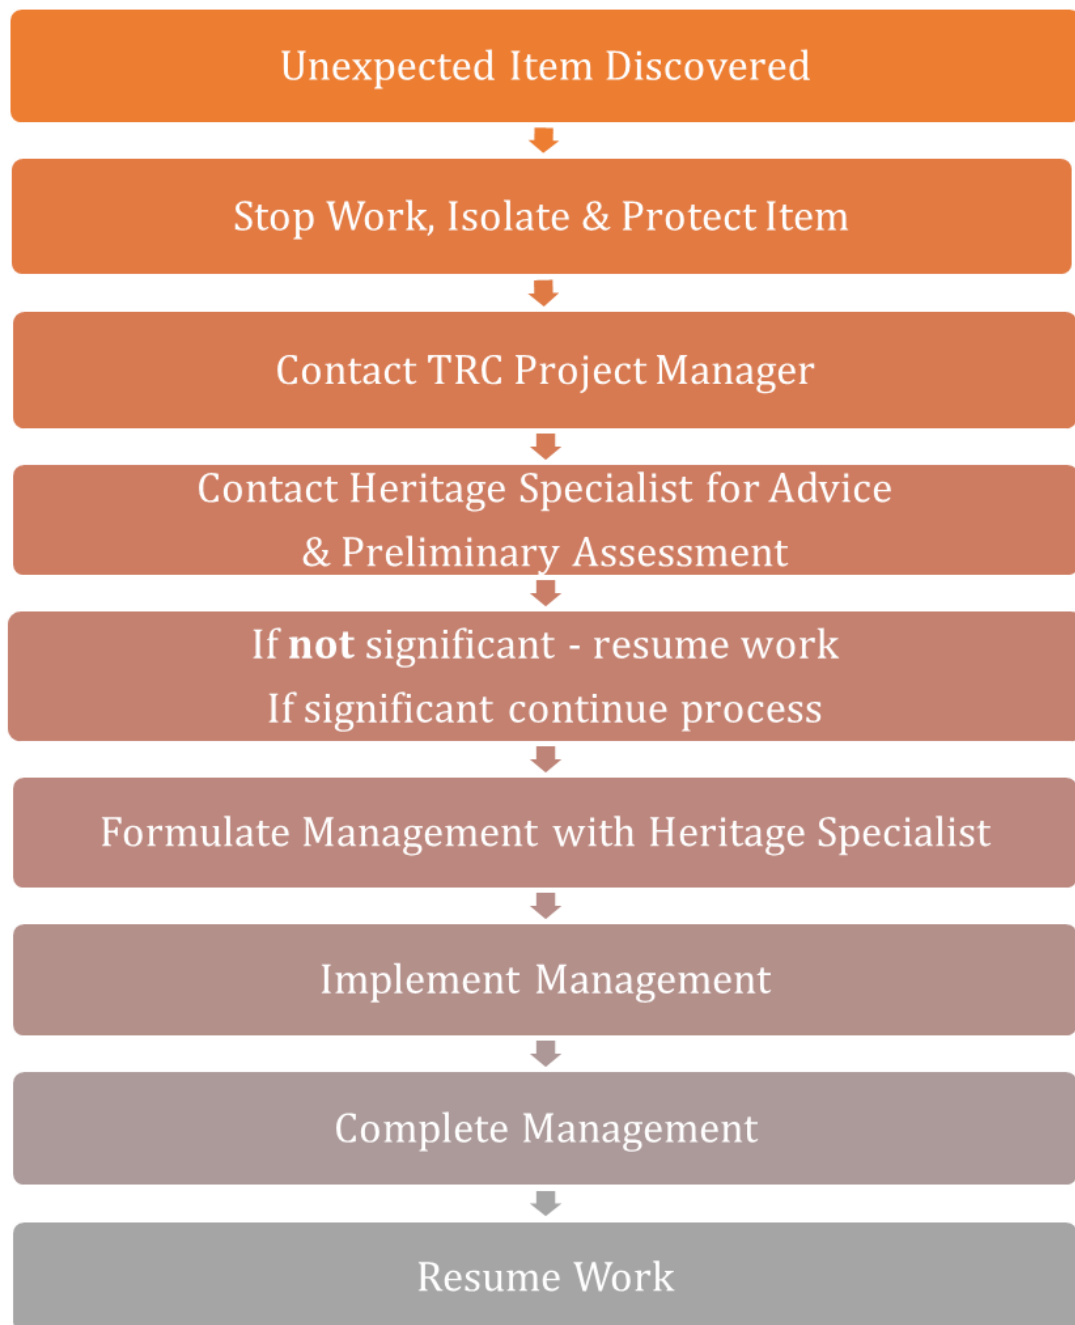 Unexpected Item Discovered
Stop Work, Isolate & Protect Item
Contact TRC Project Manager
Contact Heritage Specialist for Advice
& Preliminary Assessment
If not significant - resume work
If significant continue process
Formulate Management with Heritage Specialist
Implement Management
Complete Management
Resume Work